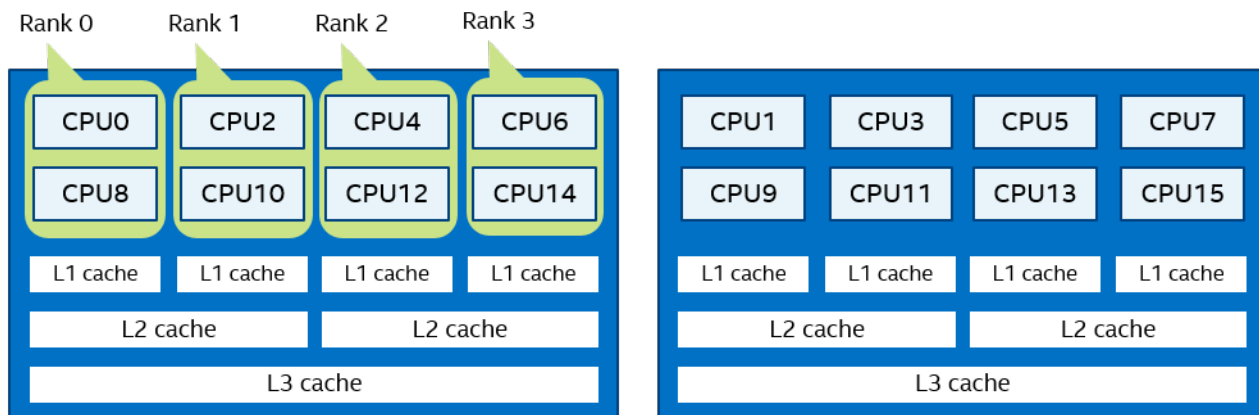 Rank 0 Rank 1 Rank 2 Rank 3
CPU0 CPU2 CPU4 CPU6 CPU1 CPU3 CPU5 CPU7
CPU8 CPU10 CPU12 CPU14 CPU9 CPU11 CPU13 CPU15
L1 cache L1 cache L1 cache L1 cache L1 cache L1 cache L1 cache L1 cache
L2 cache L2 cache L2 cache L2 cache
L3 cache L3 cache